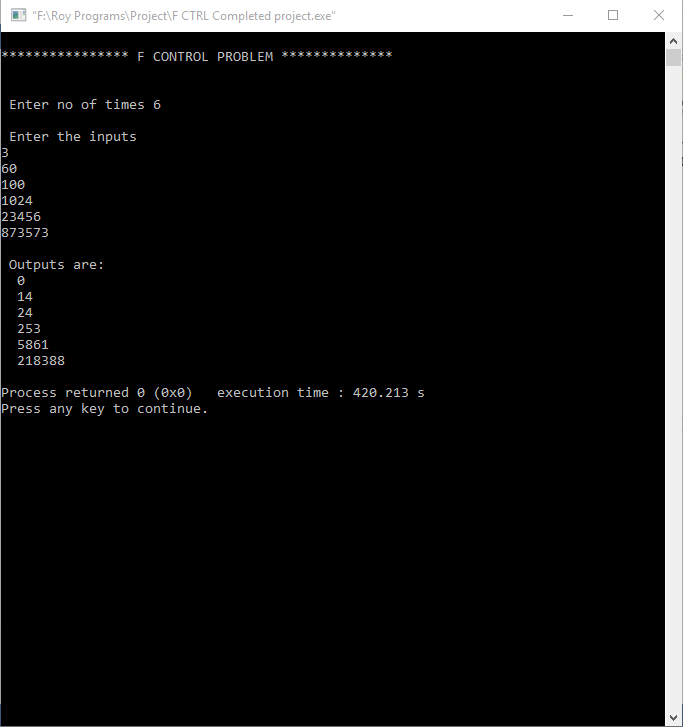 "F:\Roy Programs\Project\F CTRL Completed project.exe"
**************** F CONTROL PROBLEM **************
Enter no of times 6
Enter the inputs
3
60
100
1024
23456
873573
Outputs are:
0
14
24
253
5861
218388
Process returned 0 (0x0)   execution time : 420.213 s
Press any key to continue.